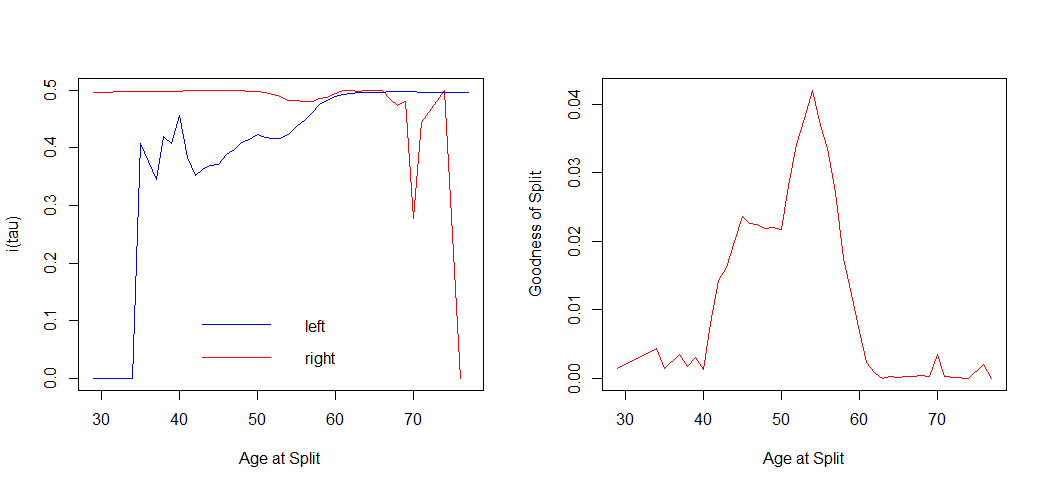 i(tau)
0.5
0.4
0.3
0.2
0.1
0.0
left
right
30 40 50 60 70
Age at Split
Goodness of Split
0.04
0.03
0.02
0.01
0.00
30 40 50 60 70
Age at Split